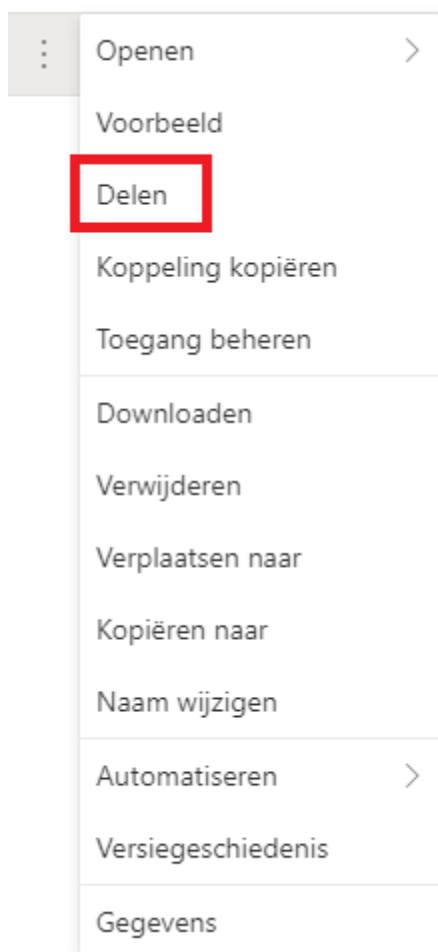 Openen
Voorbeeld
Delen
Koppeling kopiëren
Toegang beheren
Downloaden
Verwijderen
Verplaatsen naar
Kopiëren naar
Naam wijzigen
Automatiseren
Versiegeschiedenis
Gegevens